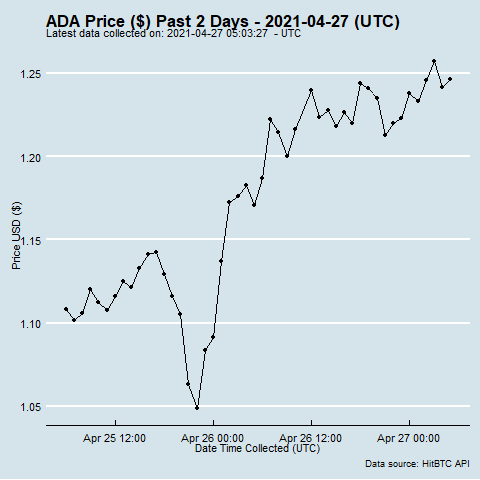 ADA Price ($) Past 2 Days - 2021-04-27 (UTC)
Latest data collected on: 2021-04-27 05:03:27 - UTC
1.25
1.20
1.15
1.10
1.05
Price USD ($)
Apr 25 12:00
Apr 26 00:00
Apr 26 12:00
Apr 27 00:00
Date Time Collected (UTC)
Data source: HitBTC API